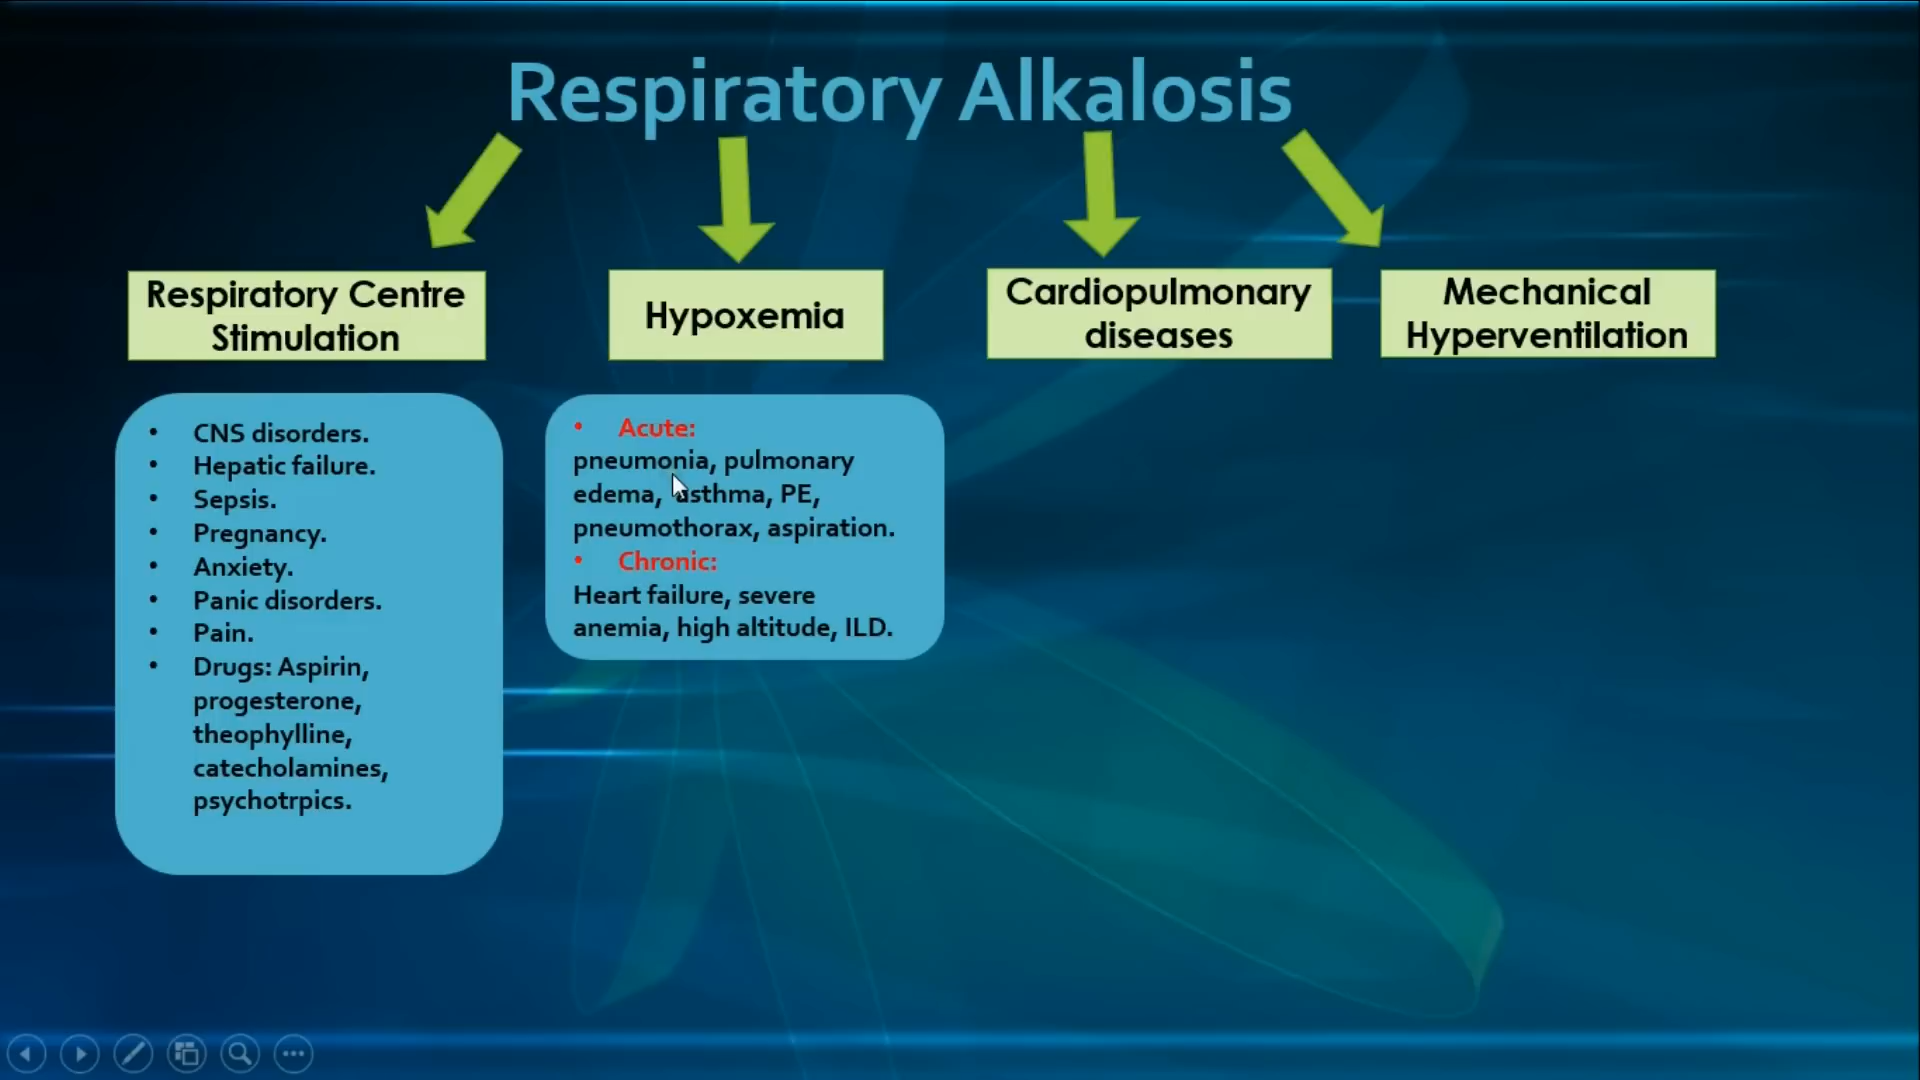 Respiratory Alkalosis
Respiratory Centre
Stimulation
• CNS disorders.
• Hepatic failure.
• Sepsis.
• Pregnancy.
• Anxiety.
• Panic disorders.
• Pain.
• Drugs: Aspirin,
progesterone,
theophylline,
catecholamines,
psychotrpics.
Hypoxemia
• Acute:
pneumonia, pulmonary
edema, asthma, PE,
pneumothorax, aspiration.
• Chronic:
Heart failure, severe
anemia, high altitude, ILD.
Cardiopulmonary
diseases
Mechanical
Hyperventilation